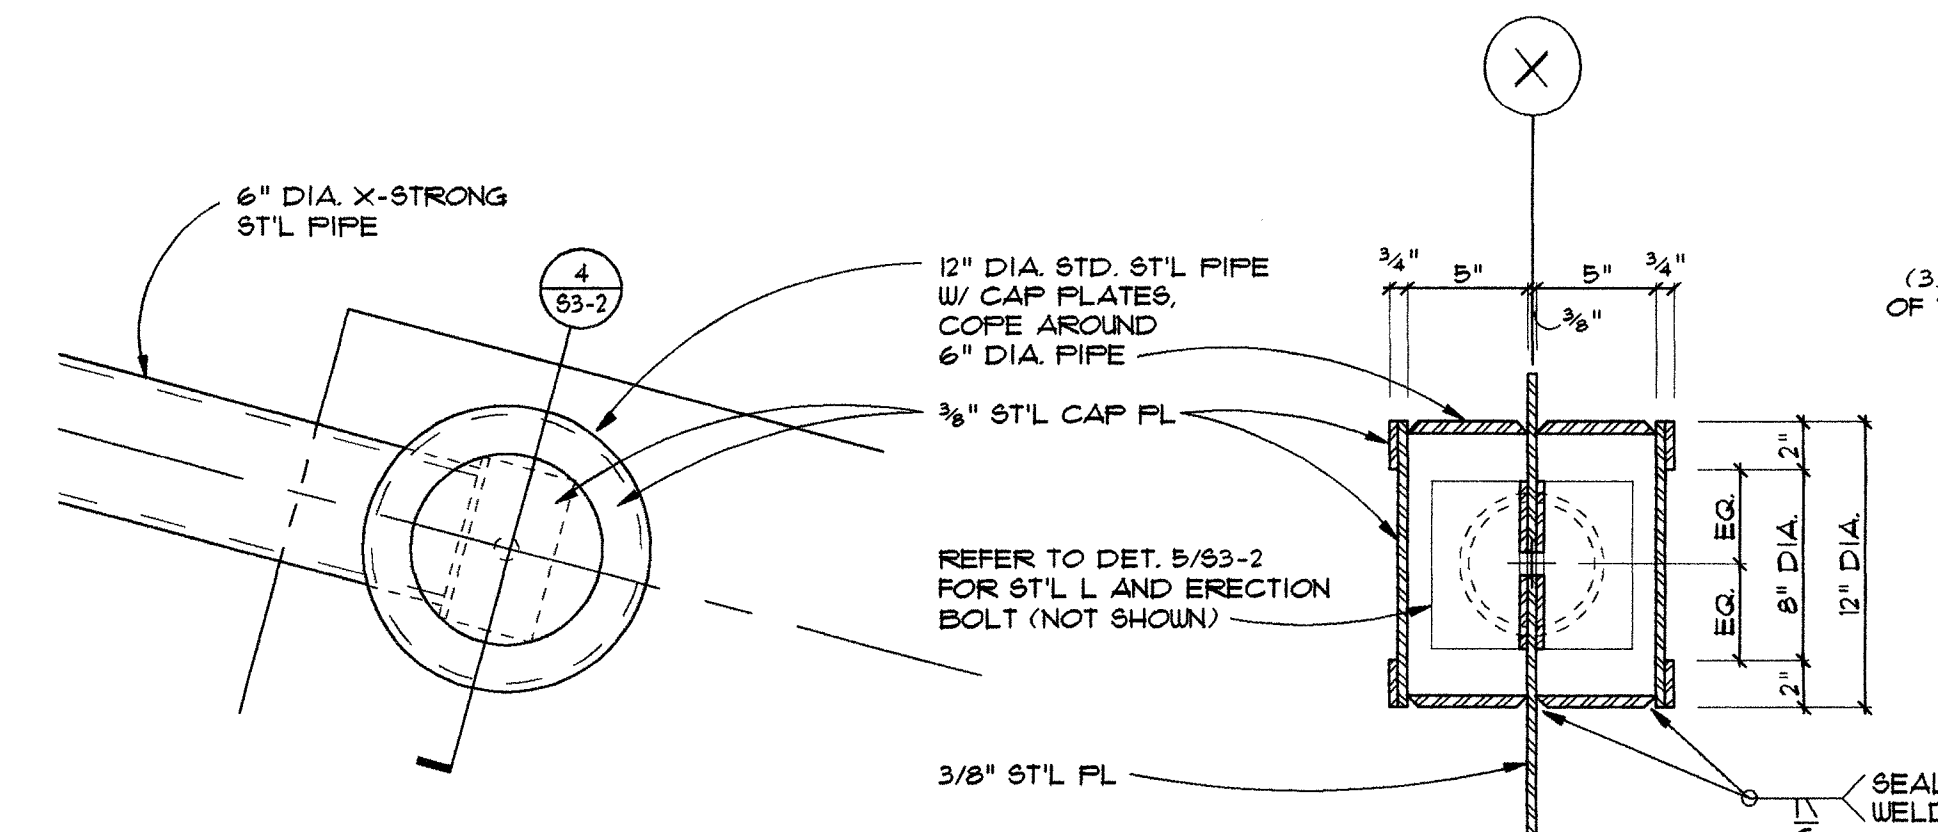 X
6" DIA. X-STRONG
ST'L PIPE
4
S3-2
12" DIA. STD. ST'L PIPE
W/ CAP PLATES,
COPE AROUND
6" DIA. PIPE
3/8" ST'L CAP PL
REFER TO DET. 5/S3-2
FOR ST'L L AND ERECTION
BOLT (NOT SHOWN)
3/8" ST'L PL
3/4" 5" 5" 3/4"
3/8"
(3
OF
2"
EQ.
8" DIA.
12" DIA.
EQ.
2"
SEAL
WELD